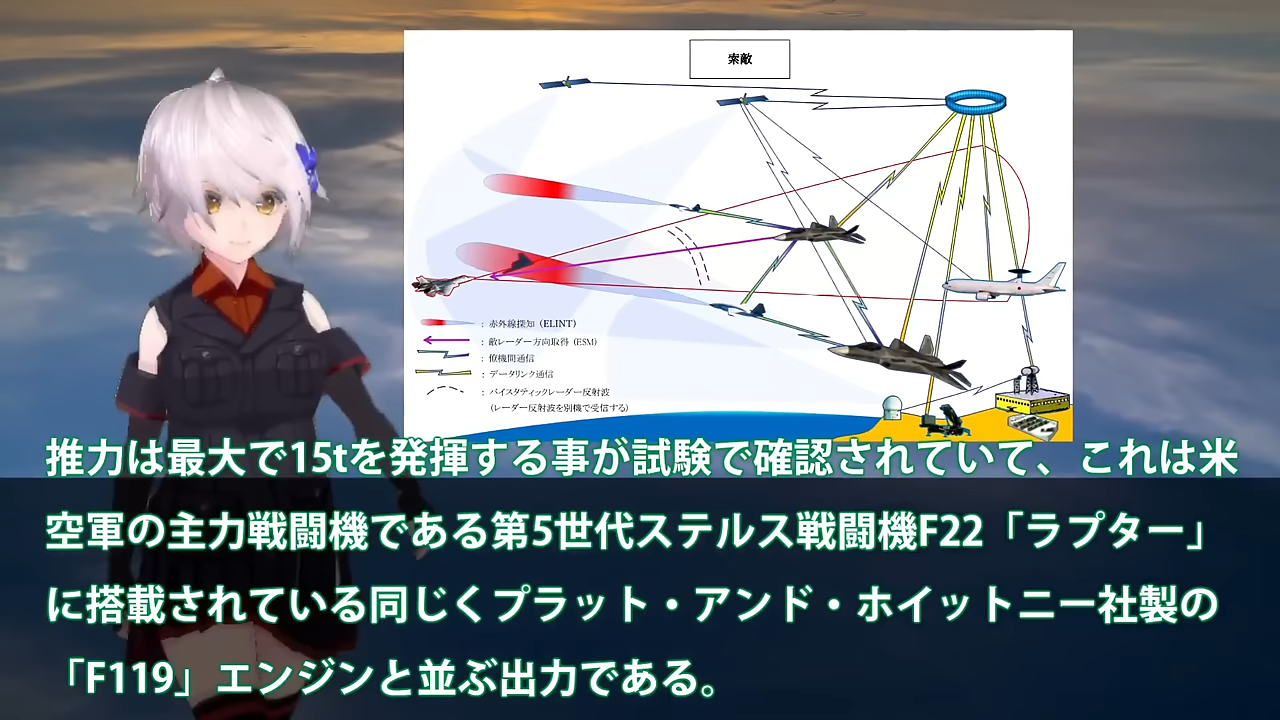 索敵
: 赤外線探知 (ELINT)
: 敵レーダー方向取得 (ESM)
: 僚機間通信
: データリンク通信
: バイスタティックレーダー反射波
(レーダー反射波を別機で受信する)
推力は最大で15tを発揮する事が試験で確認されていて、これは米
空軍の主力戦闘機である第5世代ステルス戦闘機F22「ラプター」
に搭載されている同じくプラット・アンド・ホイットニー社製の
「F119」エンジンと並ぶ出力である。